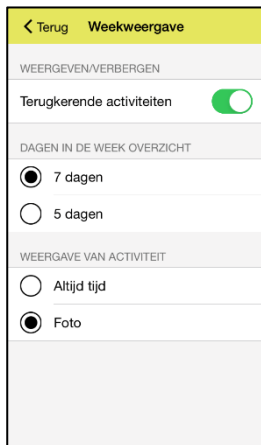 Terug Weekweergave
WEERGEVEN/VERBERGEN
Terugkerende activiteiten
DAGEN IN DE WEEK OVERZICHT
7 dagen
5 dagen
WEERGAVE VAN ACTIVITEIT
Altijd tijd
Foto